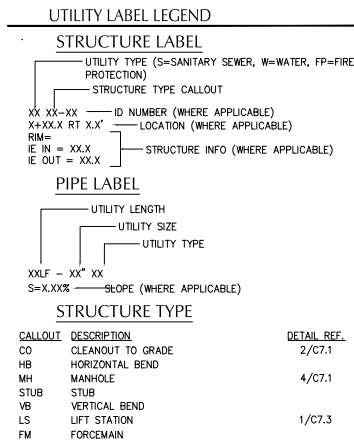 UTILITY LABEL LEGEND
STRUCTURE LABEL
UTILITY TYPE (S=SANITARY SEWER, W=WATER, FP=FIRE
PROTECTION)
STRUCTURE TYPE CALLOUT
XX XX-XX ID NUMBER (WHERE APPLICABLE)
X+XX.X RT X.X' LOCATION (WHERE APPLICABLE)
RIM=
IE IN = XX.X STRUCTURE INFO (WHERE APPLICABLE)
IE OUT = XX.X
PIPE LABEL
UTILITY LENGTH
UTILITY SIZE
UTILITY TYPE
XXLF - XX" XX
S=X.XX% SLOPE (WHERE APPLICABLE)
STRUCTURE TYPE
CALLOUT DESCRIPTION DETAIL REF.
CO CLEANOUT TO GRADE 2/C7.1
HB HORIZONTAL BEND
MH MANHOLE 4/C7.1
STUB STUB
VB VERTICAL BEND
LS LIFT STATION 1/C7.3
FM FORCEMAIN